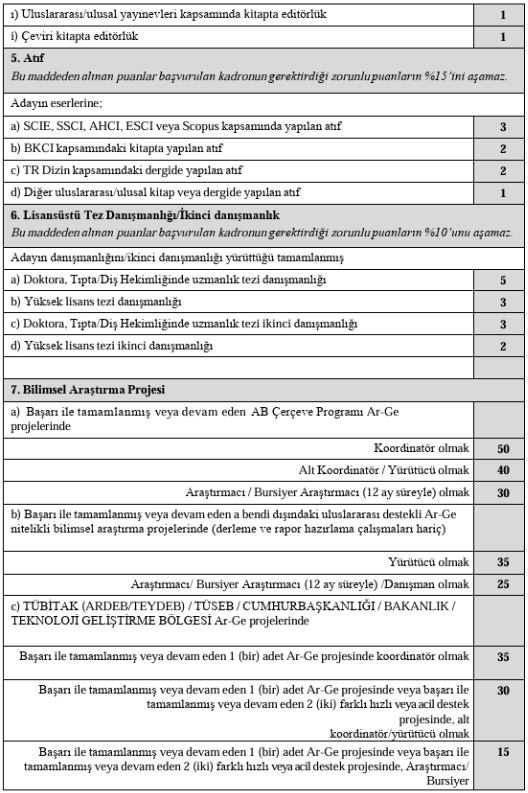 ı) Uluslararası/ulusal yayınevleri kapsamında kitapta editörlük 1
i) Çeviri kitapta editörlük 1
5. Atıf
Bu maddeden alınan puanlar başvurulan kadronun gerektirdiği zorunlu puanların %15’ini aşamaz.
Adayın eserlerine;
a) SCIE, SSCI, AHCI, ESCI veya Scopus kapsamında yapılan atıf 3
b) BKCI kapsamındaki kitapta yapılan atıf 2
c) TR Dizin kapsamındaki dergide yapılan atıf 2
d) Diğer uluslararası/ulusal kitap veya dergide yapılan atıf 1
6. Lisansüstü Tez Danışmanlığı/İkinci danışmanlık
Bu maddeden alınan puanlar başvurulan kadronun gerektirdiği zorunlu puanların %10’unu aşamaz.
Adayın danışmanlığını/ikinci danışmanlığı yürüttüğü tamamlanmış
a) Doktora, Tıpta/Diş Hekimliğinde uzmanlık tezi danışmanlığı 5
b) Yüksek lisans tezi danışmanlığı 3
c) Doktora, Tıpta/Diş Hekimliğinde uzmanlık tezi ikinci danışmanlığı 3
d) Yüksek lisans tezi ikinci danışmanlığı 2
7. Bilimsel Araştırma Projesi
a) Başarı ile tamamlanmış veya devam eden AB Çerçeve Programı Ar-Ge
projelerinde
Koordinatör olmak 50
Alt Koordinatör / Yürütücü olmak 40
Araştırmacı / Bursiyer Araştırmacı (12 ay süreyle) olmak 30
b) Başarı ile tamamlanmış veya devam eden a bendi dışındaki uluslararası destekli Ar-Ge
nitelikli bilimsel araştırma projelerinde (derleme ve rapor hazırlama çalışmaları hariç)
Yürütücü olmak 35
Araştırmacı/ Bursiyer Araştırmacı (12 ay süreyle) /Danışman olmak 25
c) TÜBİTAK (ARDEB/TEYDEB) / TÜSEB / CUMHURBAŞKANLIĞI / BAKANLIK /
TEKNOLOJİ GELİŞTİRME BÖLGESİ Ar-Ge projelerinde
Başarı ile tamamlanmış veya devam eden 1 (bir) adet Ar-Ge projesinde koordinatör olmak 35
Başarı ile tamamlanmış veya devam eden 1 (bir) adet Ar-Ge projesinde veya başarı ile 30
tamamlanmış veya devam eden 2 (iki) farklı hızlı veya acil destek
projesinde, alt
koordinatör/yürütücü olmak
Başarı ile tamamlanmış veya devam eden 1 (bir) adet Ar-Ge projesinde veya başarı ile 15
tamamlanmış veya devam eden 2 (iki) farklı hızlı veya acil destek projesinde, Araştırmacı/
Bursiyer